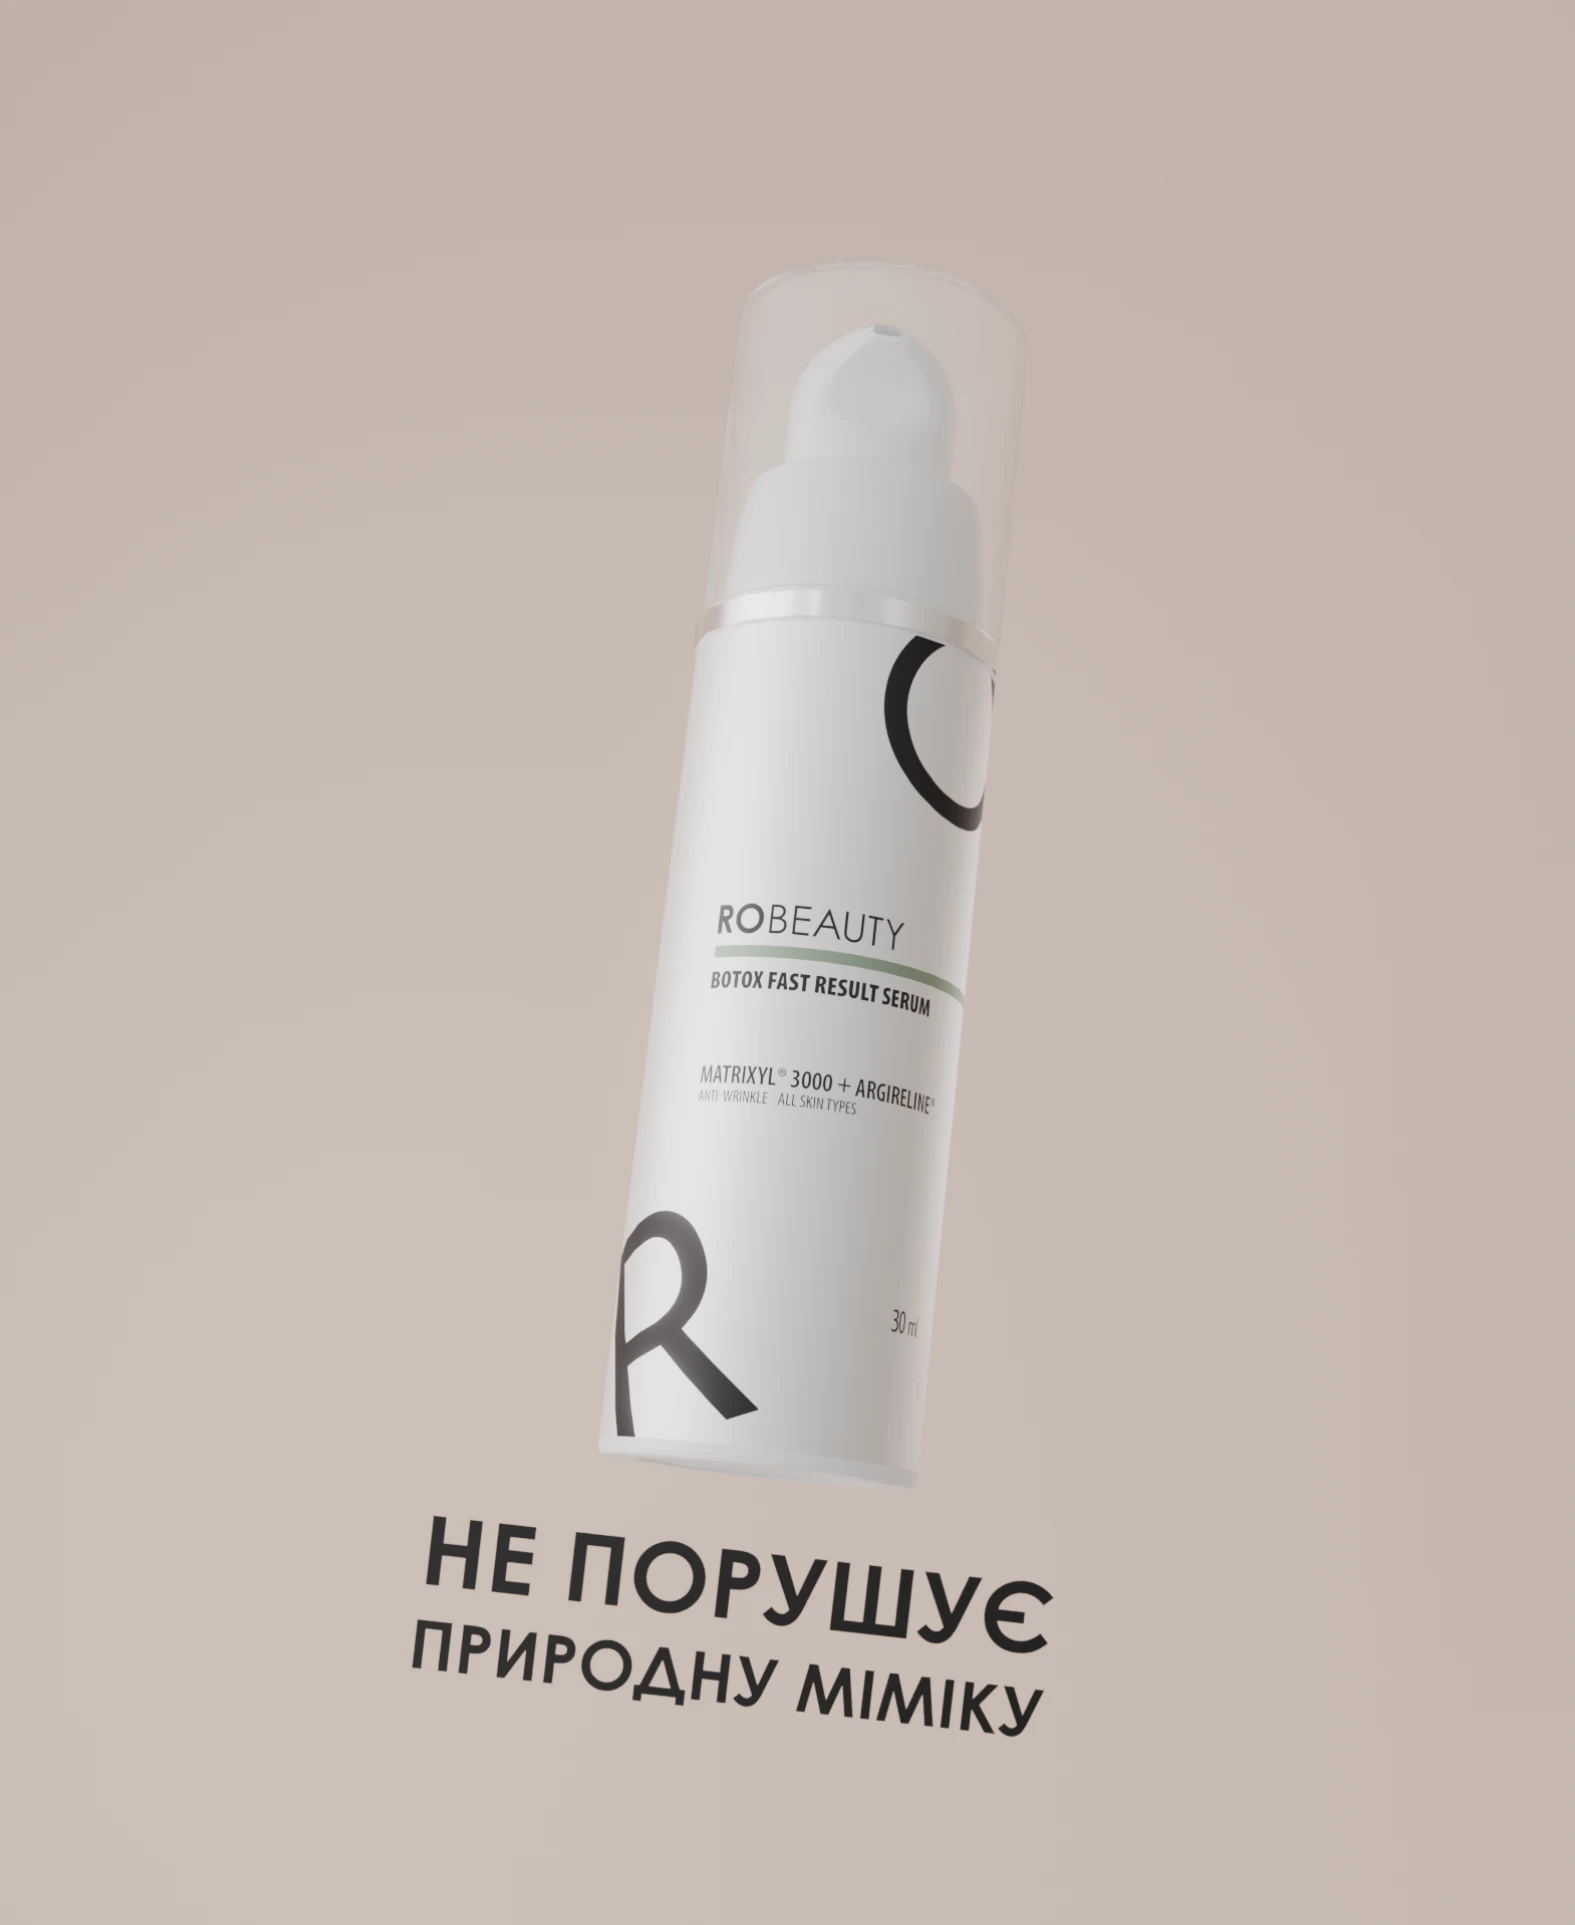 ROBEAUTY
BOTOX FAST RESULT SERUM
MATRIXYL® 3000 + ARGIRELINE®
ANTI-WRINKLE | ALL SKIN TYPES
R
30 ml
НЕ ПОРУШУЄ
ПРИРОДНУ МІМІКУ